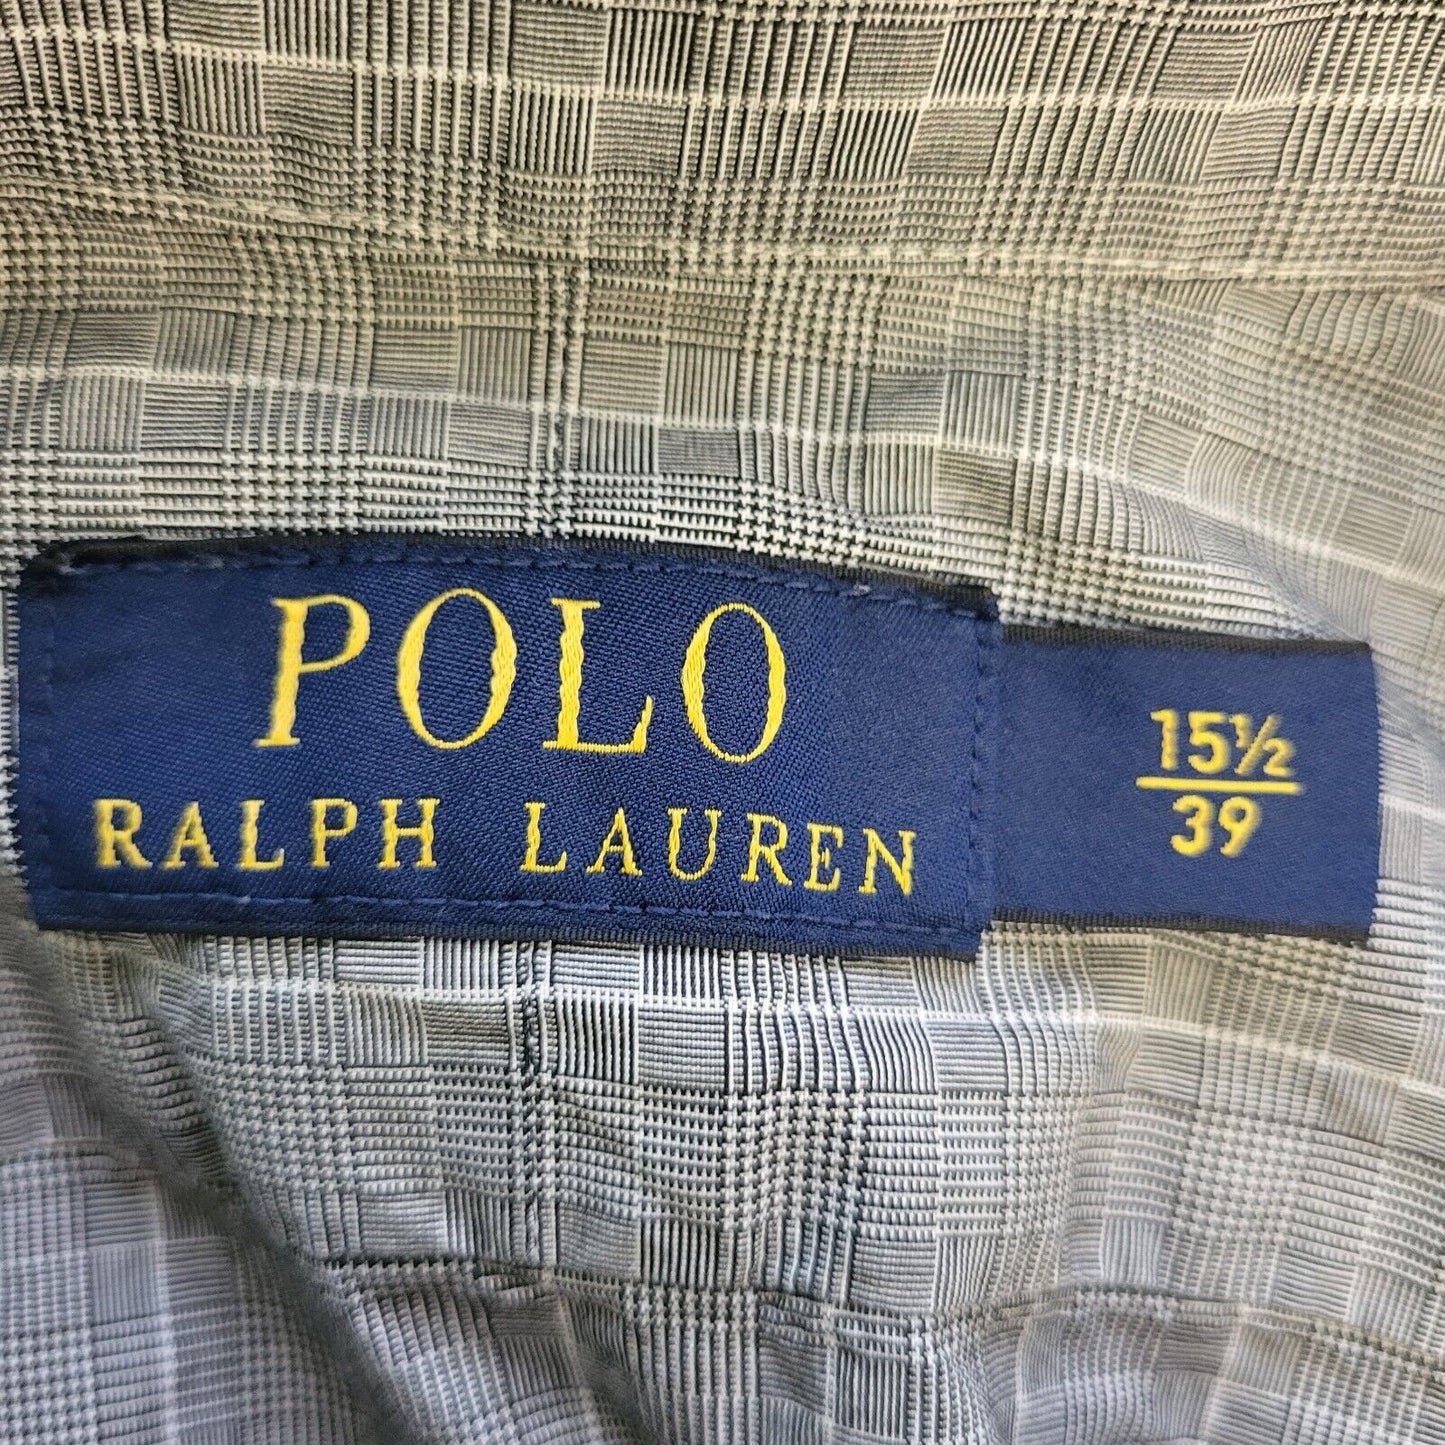 POLO
RALPH LAUREN
15½
39